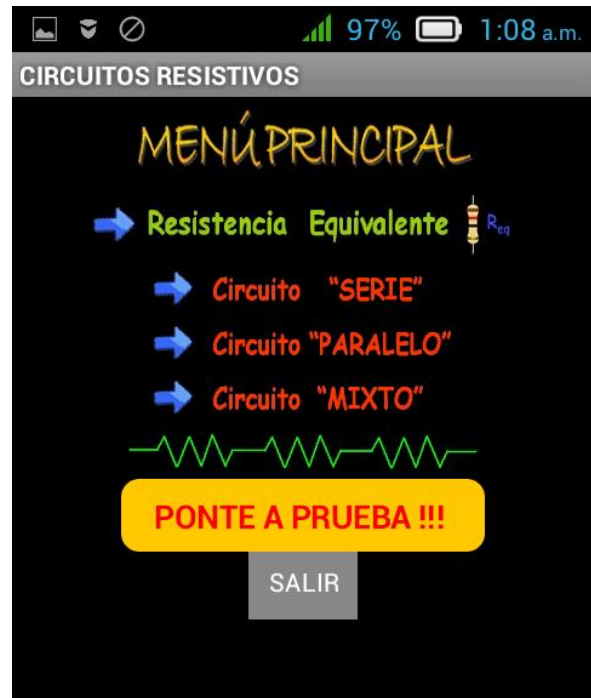 97% 1:08 a.m.
CIRCUITOS RESISTIVOS
MENÚ PRINCIPAL
Resistencia Equivalente Req
Circuito “SERIE”
Circuito “PARALELO”
Circuito “MIXTO”
PONTE A PRUEBA !!!
SALIR